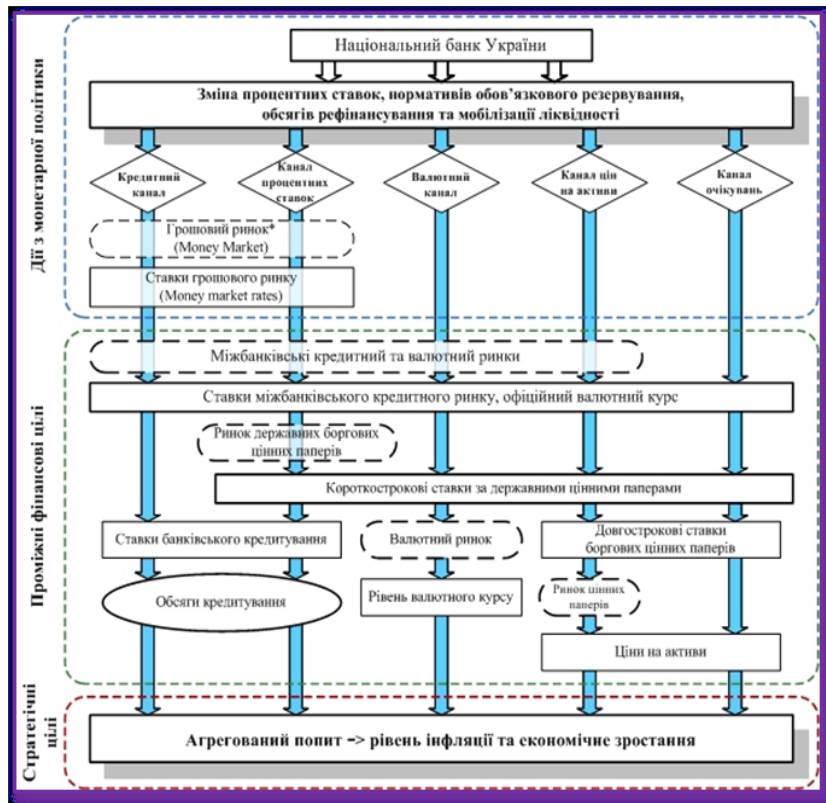 Національний банк України
Зміна процентних ставок, нормативів обов'язкового резервування,
обсягів рефінансування та мобілізації ліквідності
Дії з монетарної політики
Кредитний
канал
Канал
процентних
ставок
Валютний
канал
Канал цін
на активи
Канал
очікувань
Грошовий ринок*
(Money Market)
Ставки грошового ринку
(Money market rates)
Проміжні фінансові цілі
Міжбанківські кредитний та валютний ринки
Ставки міжбанківського кредитного ринку, офіційний валютний курс
Ринок державних боргових
цінних паперів
Короткострокові ставки за державними цінними паперами
Ставки банківського кредитування
Валютний ринок
Довгострокові ставки
боргових цінних паперів
Обсяги кредитування
Рівень валютного курсу
Ринок цінних
паперів
Ціни на активи
Стратегічні
цілі
Агрегований попит –> рівень інфляції та економічне зростання